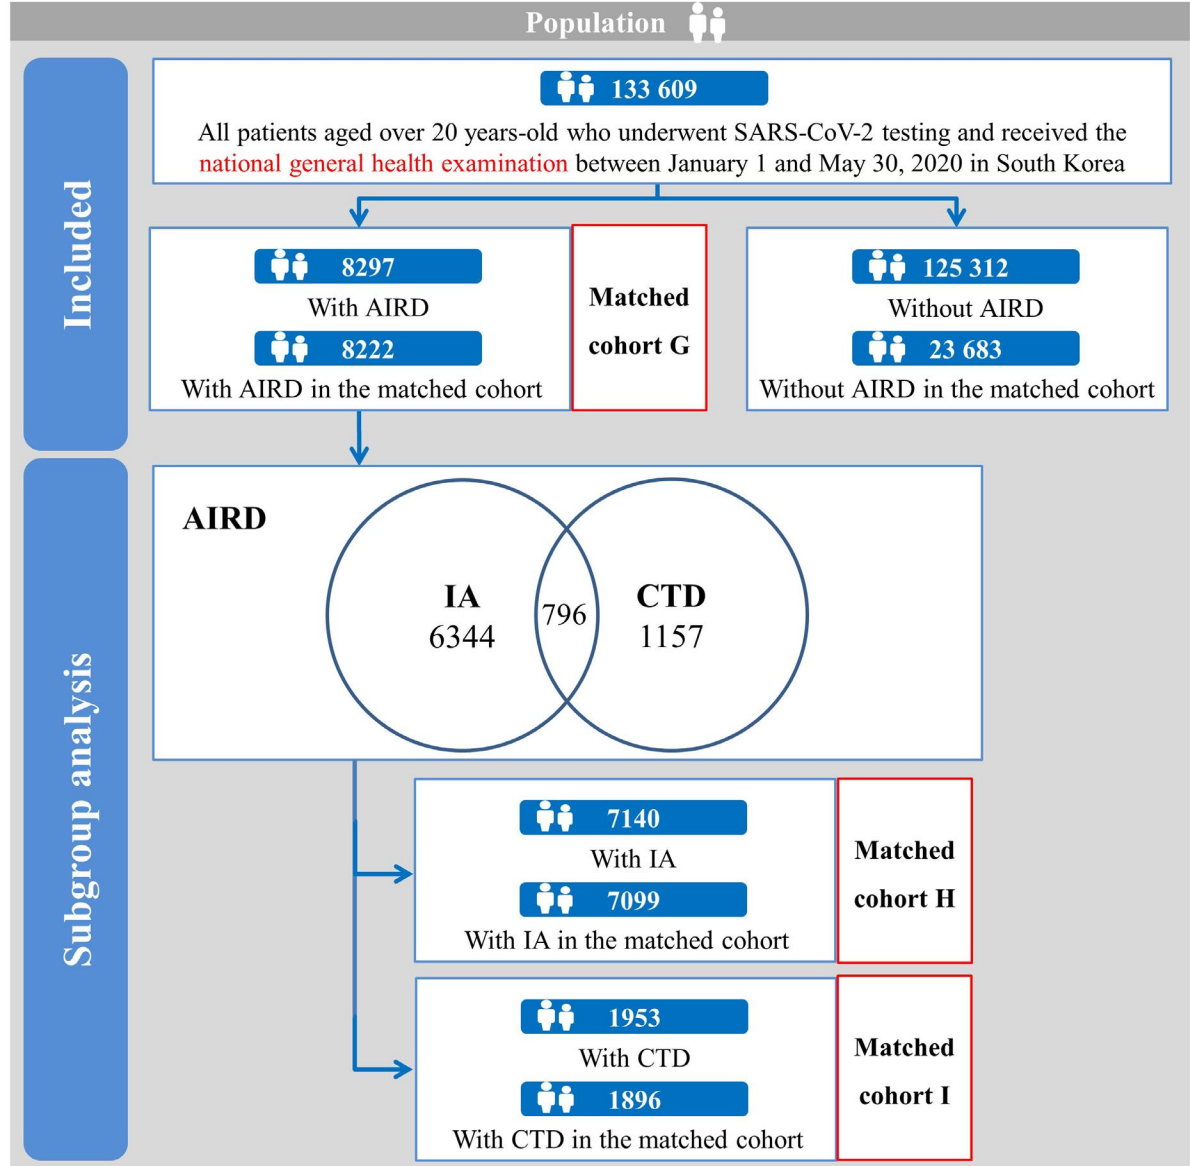 Population
Included
133 609
All patients aged over 20 years-old who underwent SARS-CoV-2 testing and received the
national general health examination between January 1 and May 30, 2020 in South Korea
8297
With AIRD
8222
With AIRD in the matched cohort
Matched
cohort G
125 312
Without AIRD
23 683
Without AIRD in the matched cohort
Subgroup analysis
AIRD
IA
6344
796
CTD
1157
7140
With IA
7099
With IA in the matched cohort
Matched
cohort H
1953
With CTD
1896
With CTD in the matched cohort
Matched
cohort I